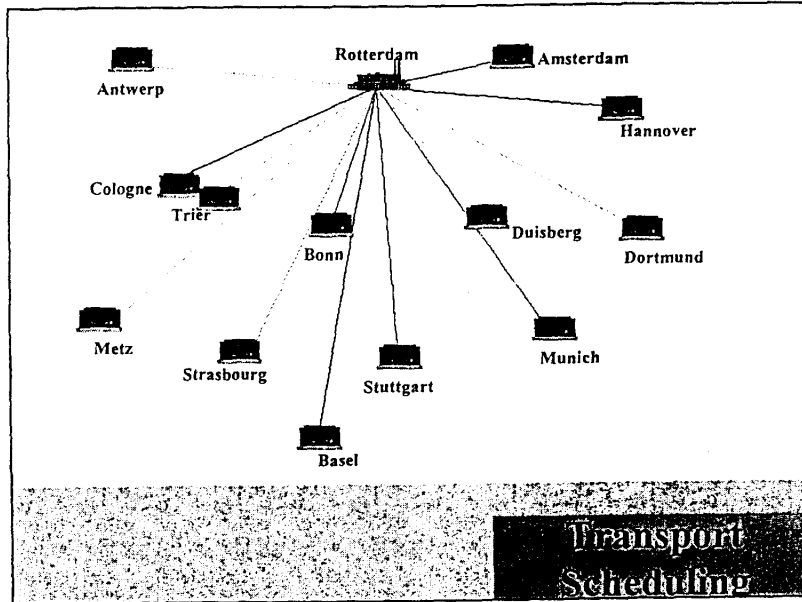 Rotterdam
Amsterdam
Antwerp
Hannover
Cologne
Trier
Bonn
Duisberg
Dortmund
Metz
Strasbourg
Stuttgart
Munich
Basel
Transport
Scheduling